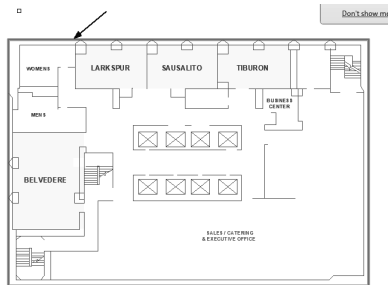 Don't show me
WOMENS
LARKSPUR
SAUSALITO
TIBURON
BUSINESS
CENTER
MENS
BELVEDERE
SALES / CATERING
& EXECUTIVE OFFICE